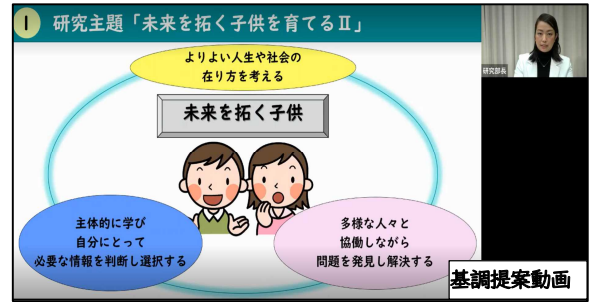 I 研究主題「未来を拓く子供を育てるⅡ」
よりよい人生や社会の
在り方を考える
研究部長
未来を拓く子供
主体的に学び
自分にとって
必要な情報を判断し選択する
多様な人々と
協働しながら
問題を発見し解決する
基調提案動画